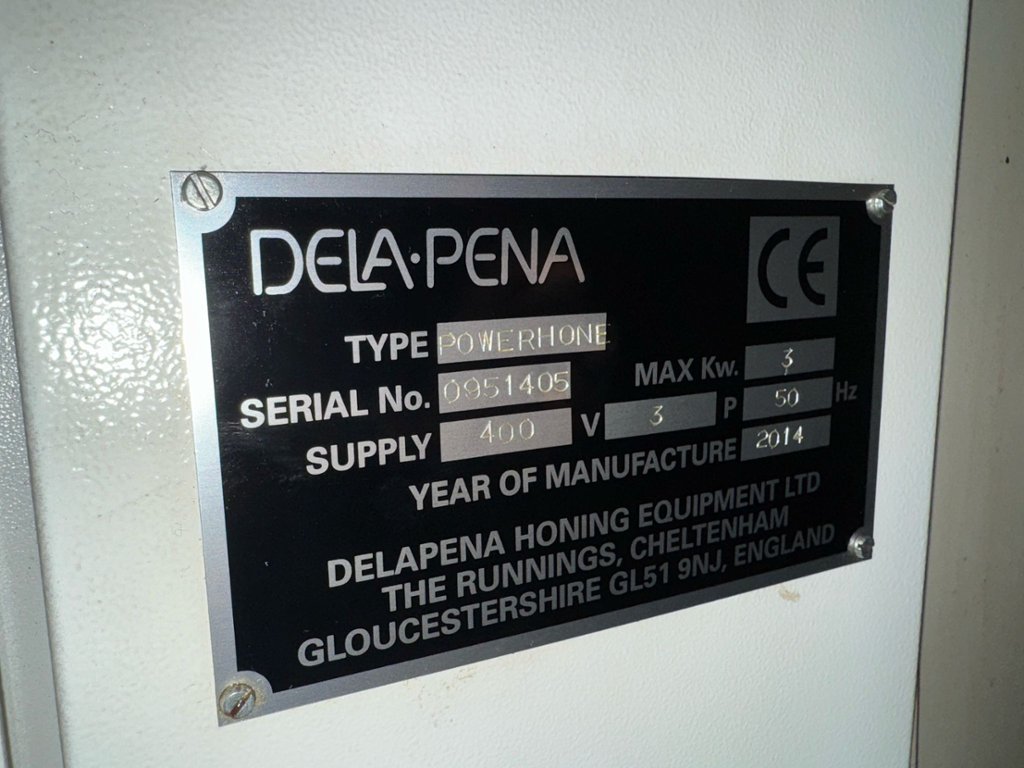 DELA·PENA
CE
TYPE POWERHONE
SERIAL No. 0951405 MAX Kw. 3
SUPPLY 400 V 3 P 50 Hz
YEAR OF MANUFACTURE 2014
DELAPENA HONING EQUIPMENT LTD
THE RUNNINGS, CHELTENHAM
GLOUCESTERSHIRE GL51 9NJ, ENGLAND